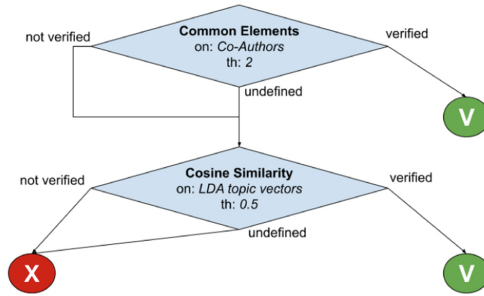 Common Elements
on: Co-Authors
th: 2
not verified
verified
undefined
V
Cosine Similarity
on: LDA topic vectors
th: 0.5
not verified
verified
undefined
X
V